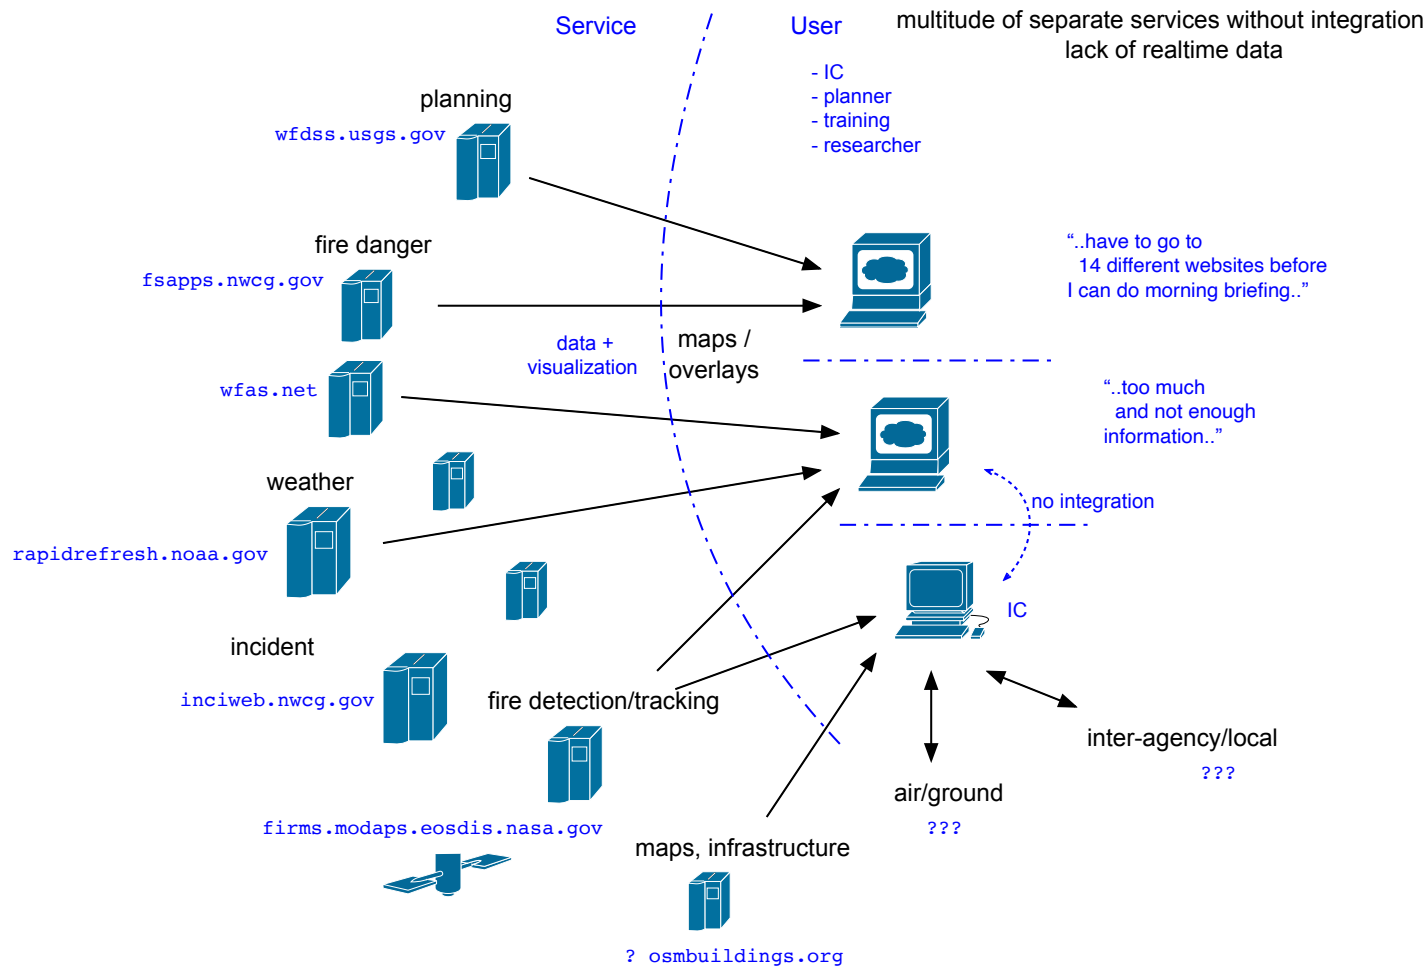 Service
User
multitude of separate services without integration
lack of realtime data
- IC
- planner
- training
- researcher
planning
wfdss.usgs.gov
fire danger
fsapps.nwcg.gov
“..have to go to
14 different websites before
I can do morning briefing..”
data +
visualization
maps /
overlays
wfas.net
“..too much
and not enough
information..”
weather
no integration
rapidrefresh.noaa.gov
IC
incident
inciweb.nwcg.gov
fire detection/tracking
inter-agency/local
???
air/ground
???
firms.modaps.eosdis.nasa.gov
maps, infrastructure
? osmbuildings.org